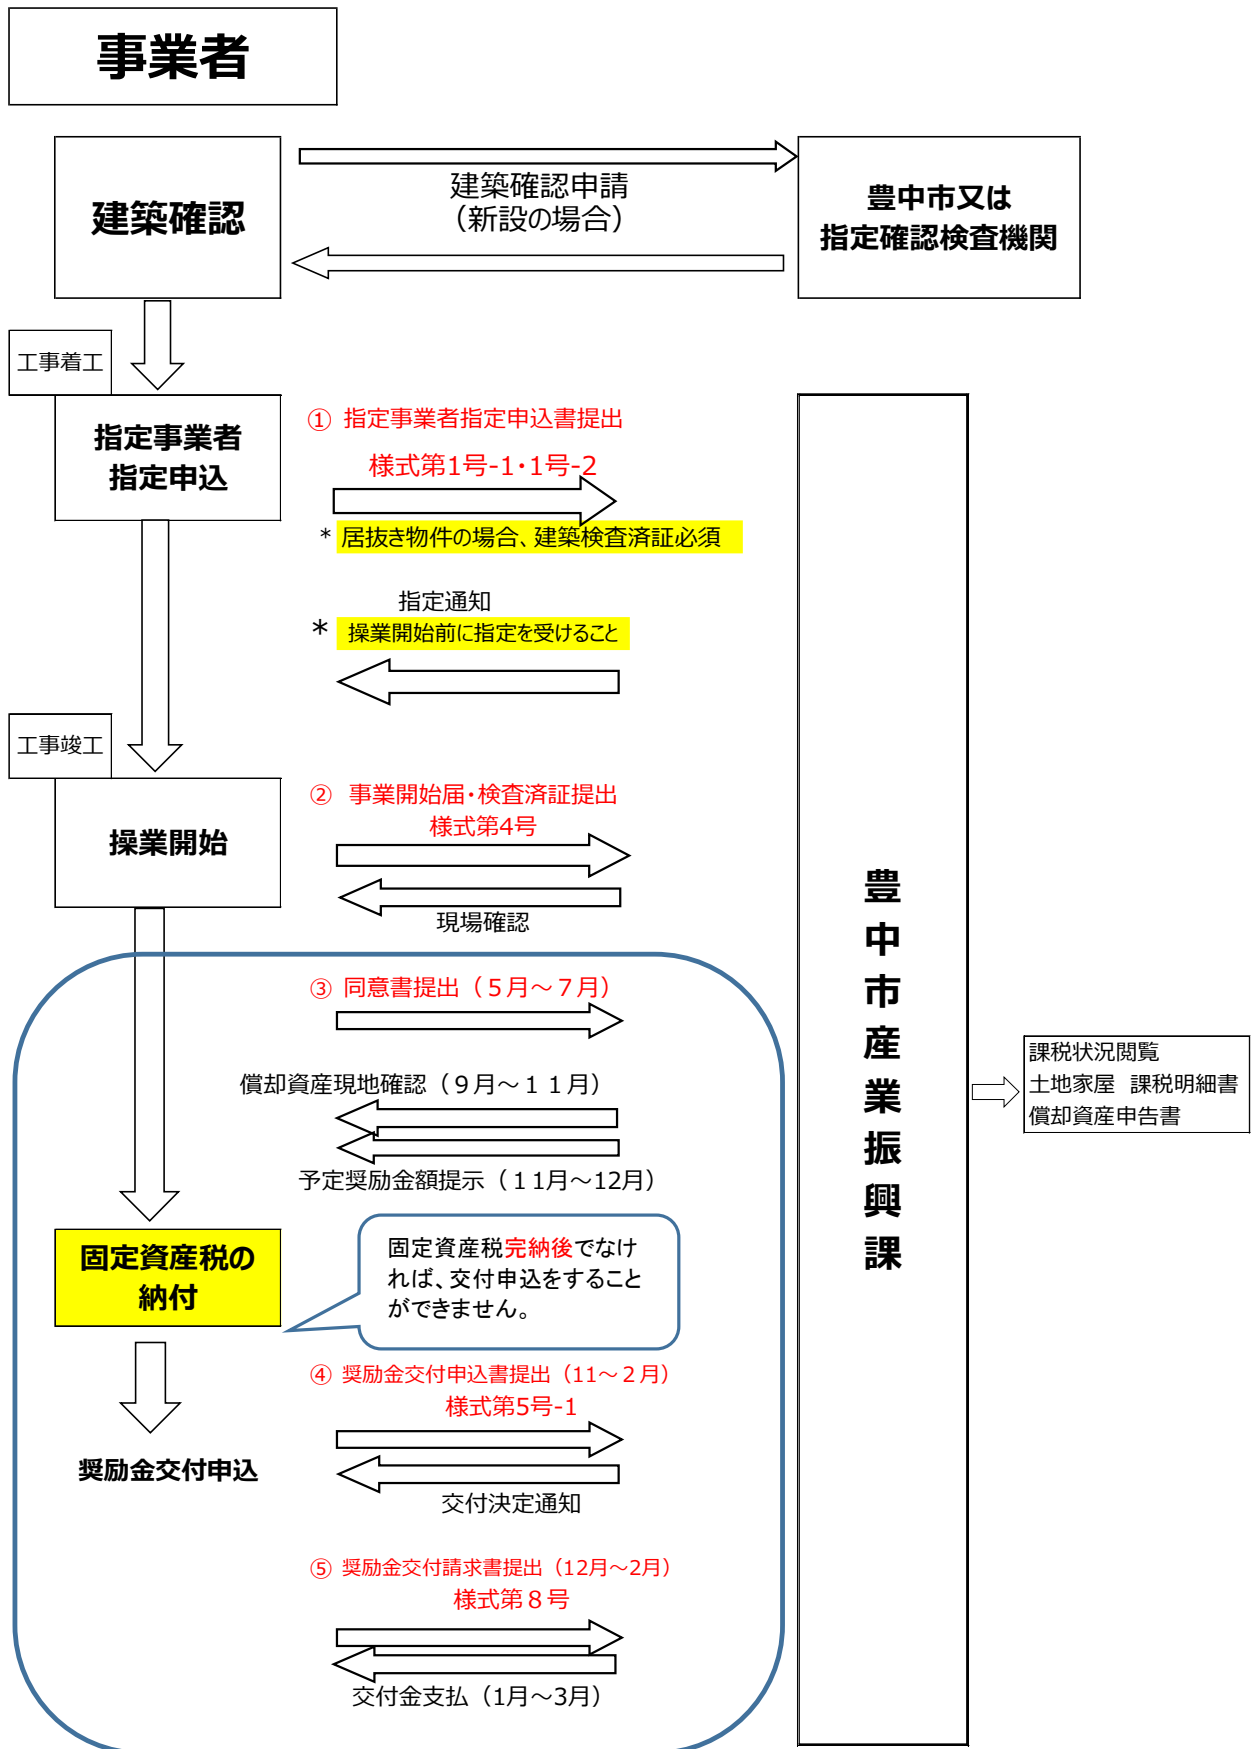 事業者
建築確認
建築確認申請
（新設の場合）
豊中市又は
指定確認検査機関
工事着工
指定事業者
指定申込
① 指定事業者指定申込書提出
様式第1号-1・1号-2
* 居抜き物件の場合、建築検査済証必須
指定通知
* 操業開始前に指定を受けること
工事竣工
操業開始
② 事業開始届・検査済証提出
様式第4号
現場確認
③ 同意書提出（５月～７月）
償却資産現地確認（９月～１１月）
予定奨励金額提示（１１月～12月）
固定資産税の
納付
固定資産税完納後でなけ
れば、交付申込をすること
ができません。
④ 奨励金交付申込書提出（11～２月）
様式第5号-1
奨励金交付申込
交付決定通知
⑤ 奨励金交付請求書提出（12月～2月）
様式第８号
交付金支払（1月～3月）
豊中市産業振興課
課税状況閲覧
土地家屋 課税明細書
償却資産申告書